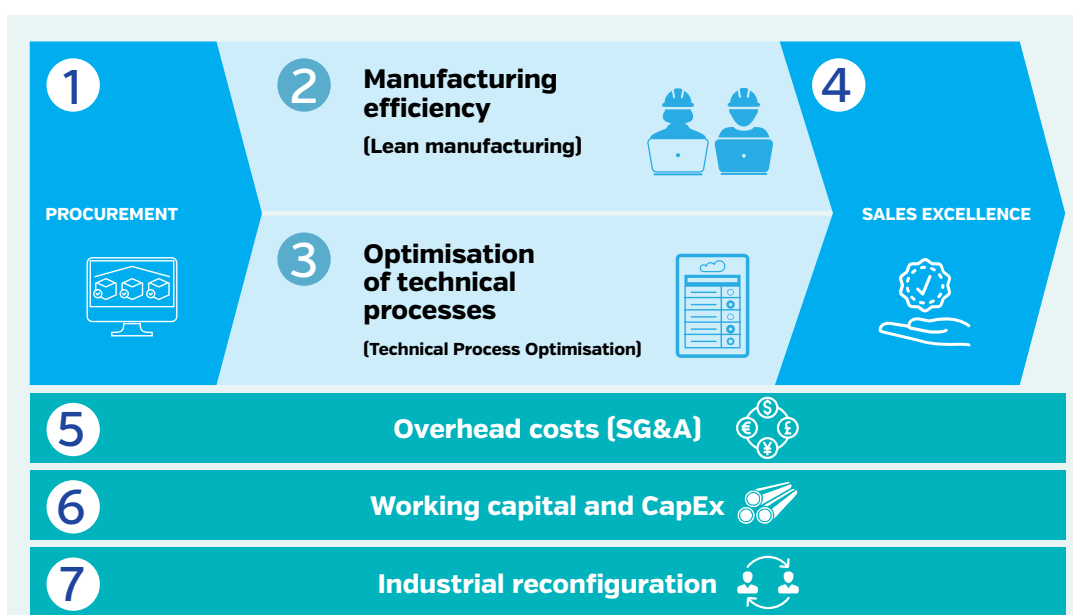 1
PROCUREMENT
2
Manufacturing
efficiency
(Lean manufacturing)
3
Optimisation
of technical
processes
(Technical Process Optimisation)
4
SALES EXCELLENCE
5
Overhead costs (SG&A)
$
€
£
¥
6
Working capital and CapEx
7
Industrial reconfiguration